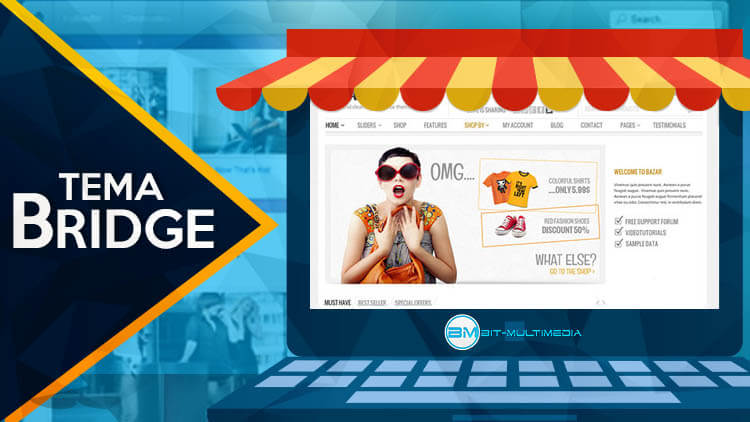 Search
TEMA
BRIDGE
HOME SLIDERS SHOP FEATURES SHOP BY MY ACCOUNT BLOG CONTACT PAGES TESTIMONIALS
OMG....
COLORFUL SHIRTS
...ONLY 5.99$
RED FASHION SHOES
DISCOUNT 50%
WHAT ELSE?
GO TO THE SHOP >
WELCOME TO BAZAR
FREE SUPPORT FORUM
VIDEOTUTORIALS
SAMPLE DATA
MUST HAVE BEST SELLER SPECIAL OFFERS
BM BIT-MULTIMEDIA